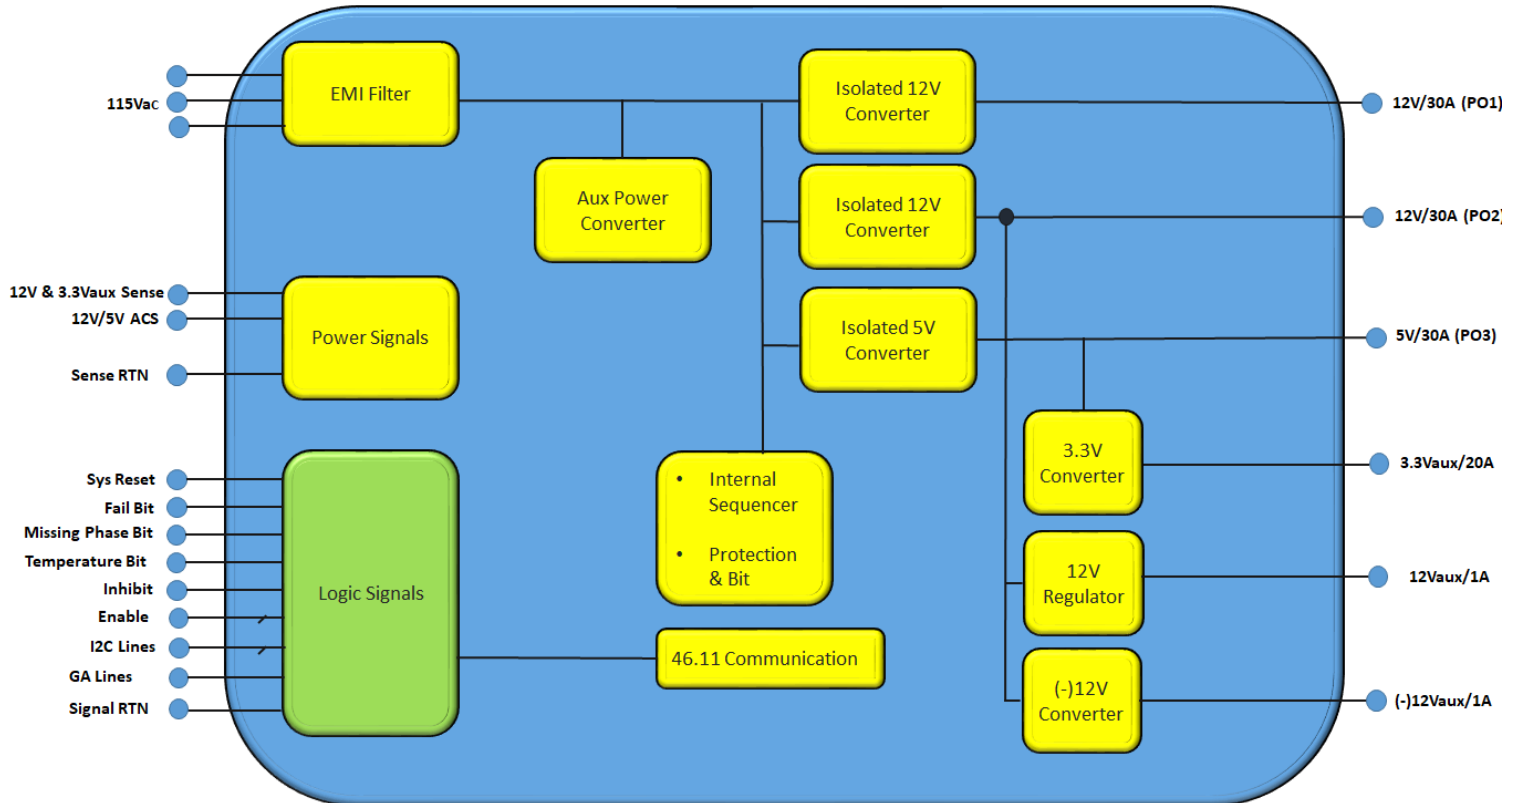 115Vac
EMI Filter
Isolated 12V
Converter
12V/30A (PO1)
Aux Power
Converter
Isolated 12V
Converter
12V/30A (PO2)
12V & 3.3Vaux Sense
12V/5V ACS
Sense RTN
Power Signals
Isolated 5V
Converter
5V/30A (PO3)
Sys Reset
Fail Bit
Missing Phase Bit
Temperature Bit
Inhibit
Enable
I2C Lines
GA Lines
Signal RTN
Logic Signals
• Internal
Sequencer
• Protection
& Bit
46.11 Communication
3.3V
Converter
3.3Vaux/20A
12V
Regulator
12Vaux/1A
(-)12V
Converter
(-)12Vaux/1A